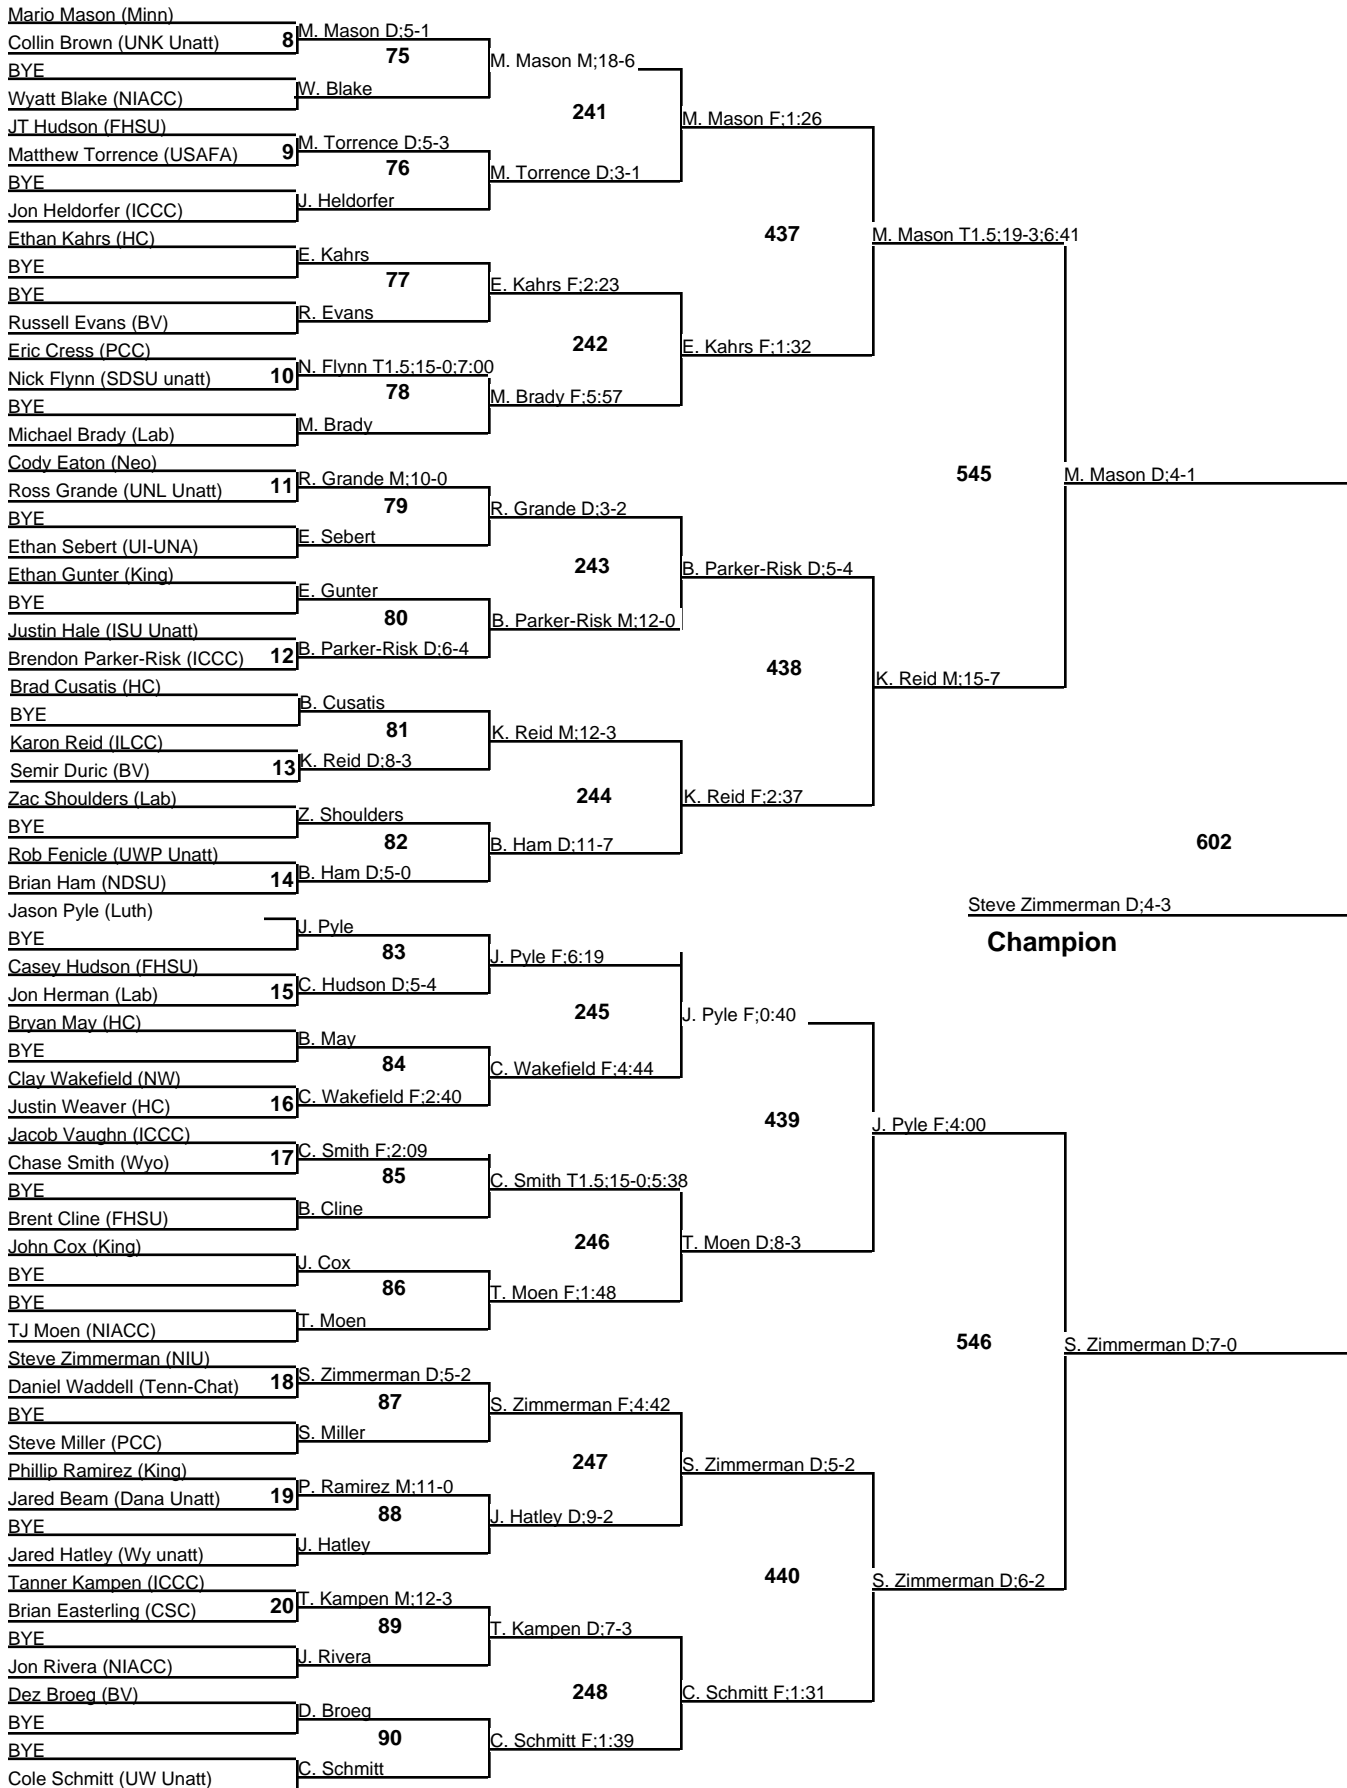 Mario Mason (Minn)
Collin Brown (UNK Unatt)
8
BYE
Wyatt Blake (NIACC)
JT Hudson (FHSU)
Matthew Torrence (USAFA)
9
BYE
Jon Heldorfer (ICCC)
Ethan Kahrs (HC)
BYE
BYE
Russell Evans (BV)
Eric Cress (PCC)
Nick Flynn (SDSU unatt)
10
BYE
Michael Brady (Lab)
Cody Eaton (Neo)
Ross Grande (UNL Unatt)
11
BYE
Ethan Sebert (UI-UNA)
Ethan Gunter (King)
BYE
Justin Hale (ISU Unatt)
Brendon Parker-Risk (ICCC)
12
Brad Cusatis (HC)
BYE
Karon Reid (ILCC)
Semir Duric (BV)
13
Zac Shoulders (Lab)
BYE
Rob Fenicle (UWP Unatt)
Brian Ham (NDSU)
14
Jason Pyle (Luth)
BYE
Casey Hudson (FHSU)
Jon Herman (Lab)
15
Bryan May (HC)
BYE
Clay Wakefield (NW)
Justin Weaver (HC)
16
Jacob Vaughn (ICCC)
Chase Smith (Wyo)
17
BYE
Brent Cline (FHSU)
John Cox (King)
BYE
BYE
TJ Moen (NIACC)
Steve Zimmerman (NIU)
Daniel Waddell (Tenn-Chat)
18
BYE
Steve Miller (PCC)
Phillip Ramirez (King)
Jared Beam (Dana Unatt)
19
BYE
Jared Hatley (Wy unatt)
Tanner Kampen (ICCC)
Brian Easterling (CSC)
20
BYE
Jon Rivera (NIACC)
Dez Broeg (BV)
BYE
BYE
Cole Schmitt (UW Unatt)
M. Mason D;5-1
75
W. Blake
M. Torrence D;5-3
76
J. Heldorfer
E. Kahrs
77
R. Evans
N. Flynn T1.5;15-0;7:00
78
M. Brady
R. Grande M;10-0
79
E. Sebert
E. Gunter
80
B. Parker-Risk D;6-4
B. Cusatis
81
K. Reid D;8-3
Z. Shoulders
82
B. Ham D;5-0
J. Pyle
83
C. Hudson D;5-4
B. May
84
C. Wakefield F;2:40
C. Smith F;2:09
85
B. Cline
J. Cox
86
T. Moen
S. Zimmerman D;5-2
87
S. Miller
P. Ramirez M;11-0
88
J. Hatley
T. Kampen M;12-3
89
J. Rivera
D. Broeg
90
C. Schmitt
M. Mason M;18-6
241
M. Torrence D;3-1
E. Kahrs F;2:23
242
M. Brady F;5:57
R. Grande D;3-2
243
B. Parker-Risk M;12-0
K. Reid M;12-3
244
B. Ham D;11-7
J. Pyle F;6:19
245
C. Wakefield F;4:44
C. Smith T1.5;15-0;5:38
246
T. Moen F;1:48
S. Zimmerman F;4:42
247
J. Hatley D;9-2
T. Kampen D;7-3
248
C. Schmitt F;1:39
M. Mason F;1:26
437
E. Kahrs F;1:32
B. Parker-Risk D;5-4
438
K. Reid F;2:37
J. Pyle F;0:40
439
T. Moen D;8-3
S. Zimmerman D;5-2
440
C. Schmitt F;1:31
M. Mason T1.5;19-3;6:41
545
K. Reid M;15-7
J. Pyle F;4:00
546
S. Zimmerman D;6-2
M. Mason D;4-1
602
S. Zimmerman D;7-0
Steve Zimmerman D;4-3
Champion